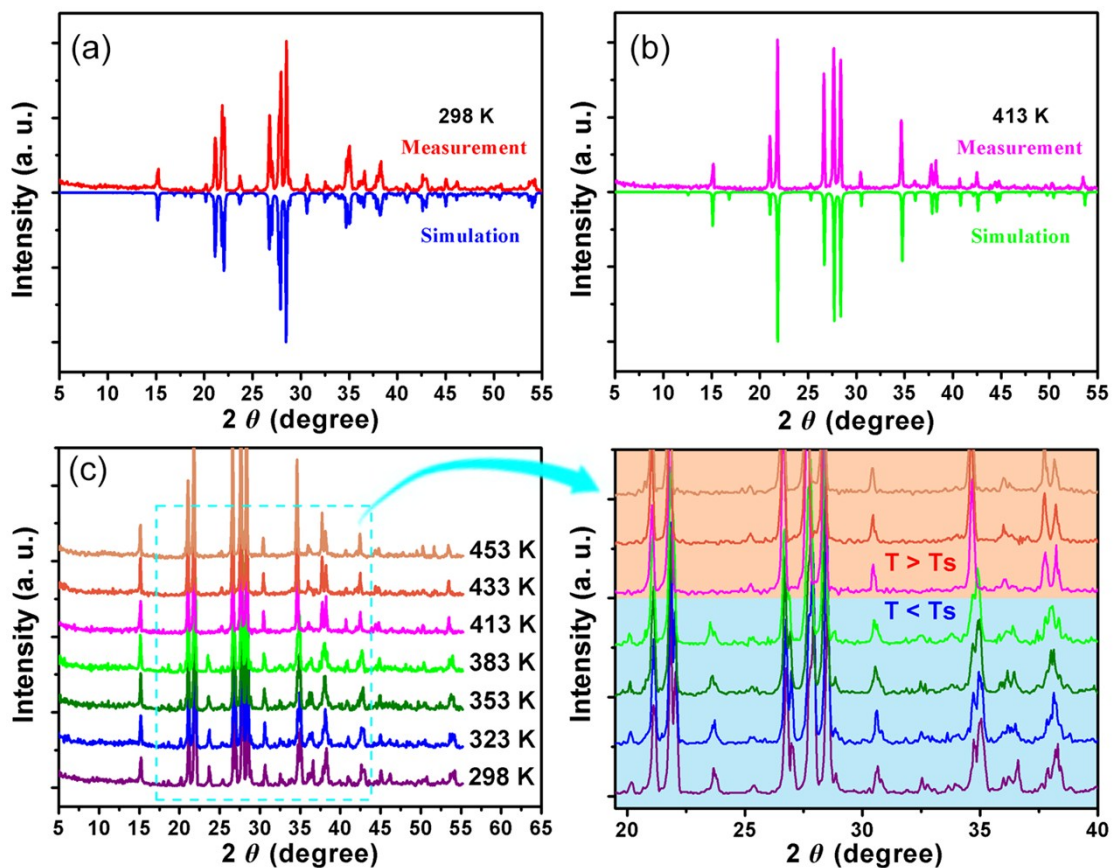 (a)
298 K
Measurement
Simulation
Intensity (a. u.)
5 10 15 20 25 30 35 40 45 50 55
2 θ (degree)
(b)
413 K
Measurement
Simulation
Intensity (a. u.)
5 10 15 20 25 30 35 40 45 50 55
2 θ (degree)
(c)
453 K
433 K
413 K
383 K
353 K
323 K
298 K
Intensity (a. u.)
5 10 15 20 25 30 35 40 45 50 55 60 65
2 θ (degree)
T > Ts
T < Ts
Intensity (a. u.)
20 25 30 35 40
2 θ (degree)